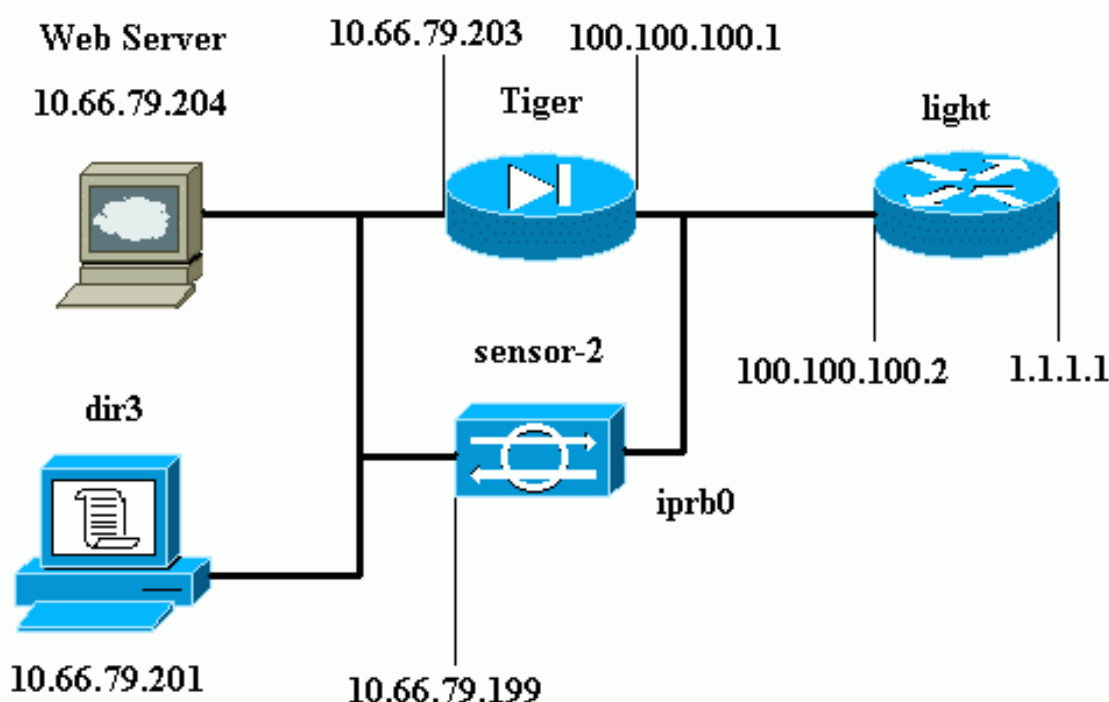 Web Server
10.66.79.204
10.66.79.203
100.100.100.1
Tiger
light
sensor-2
100.100.100.2
1.1.1.1
dir3
iprb0
10.66.79.201
10.66.79.199